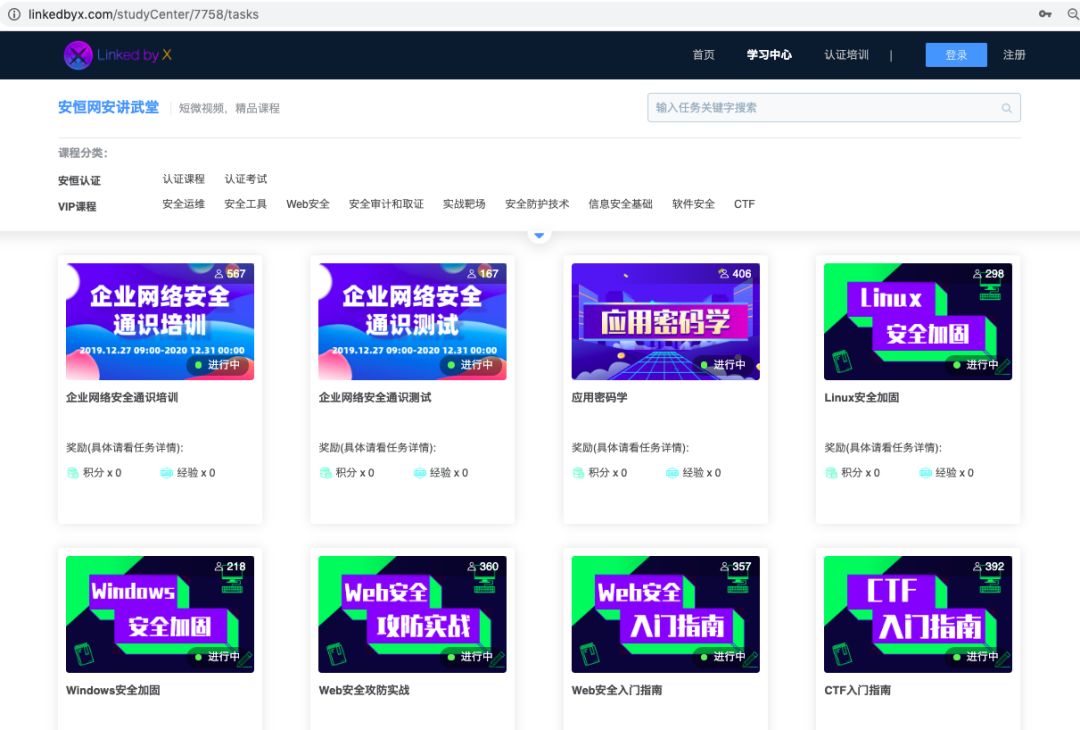 linkedbyx.com/studyCenter/7758/tasks
Linked by X
首页 学习中心 认证培训 | 登录 注册
安恒网安讲武堂 短微视频，精品课程 输入任务关键字搜索
课程分类：
安恒认证 认证课程 认证考试
VIP课程 安全运维 安全工具 Web安全 安全审计和取证 实战靶场 安全防护技术 信息安全基础 软件安全 CTF
567
企业网络安全
通识培训
2019.12.27 09:00-2020 12.31 00:00
进行中
企业网络安全通识培训
奖励(具体请看任务详情):
积分 x 0 经验 x 0
167
企业网络安全
通识测试
2019.12.27 09:00-2020 12.31 00:00
进行中
企业网络安全通识测试
奖励(具体请看任务详情):
积分 x 0 经验 x 0
406
应用密码学
进行中
应用密码学
奖励(具体请看任务详情):
积分 x 0 经验 x 0
298
Linux
安全加固
进行中
Linux安全加固
奖励(具体请看任务详情):
积分 x 0 经验 x 0
218
Windows
安全加固
进行中
Windows安全加固
360
Web安全
攻防实战
进行中
Web安全攻防实战
357
Web安全
入门指南
进行中
Web安全入门指南
392
CTF
入门指南
进行中
CTF入门指南